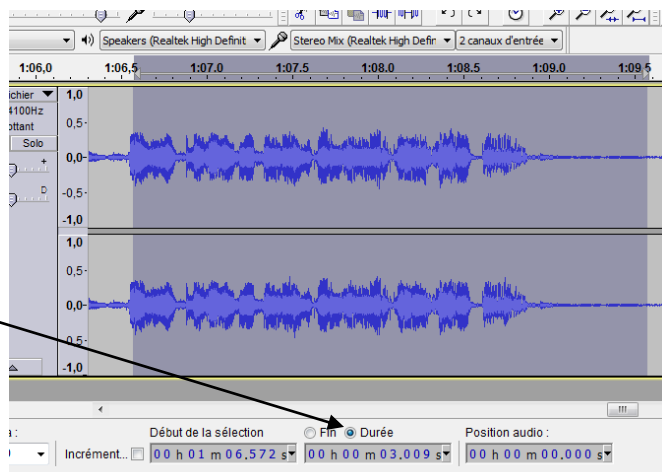 Speakers (Realtek High Definit Stereo Mix (Realtek High Defir 2 canaux d'entrée
1:06,0 1:06,5 1:07.0 1:07.5 1:08.0 1:08.5 1:09.0 1:09,5
ichier 1,0
4100Hz
ottant 0,5-
Solo
+ 0,0-
D -0,5-
-1,0
1,0
0,5-
0,0-
-0,5-
-1,0
a : Début de la sélection Fin Durée Position audio :
Incrément... 00 h 01 m 06.572 s 00 h 00 m 03.009 s 00 h 00 m 00.000 s